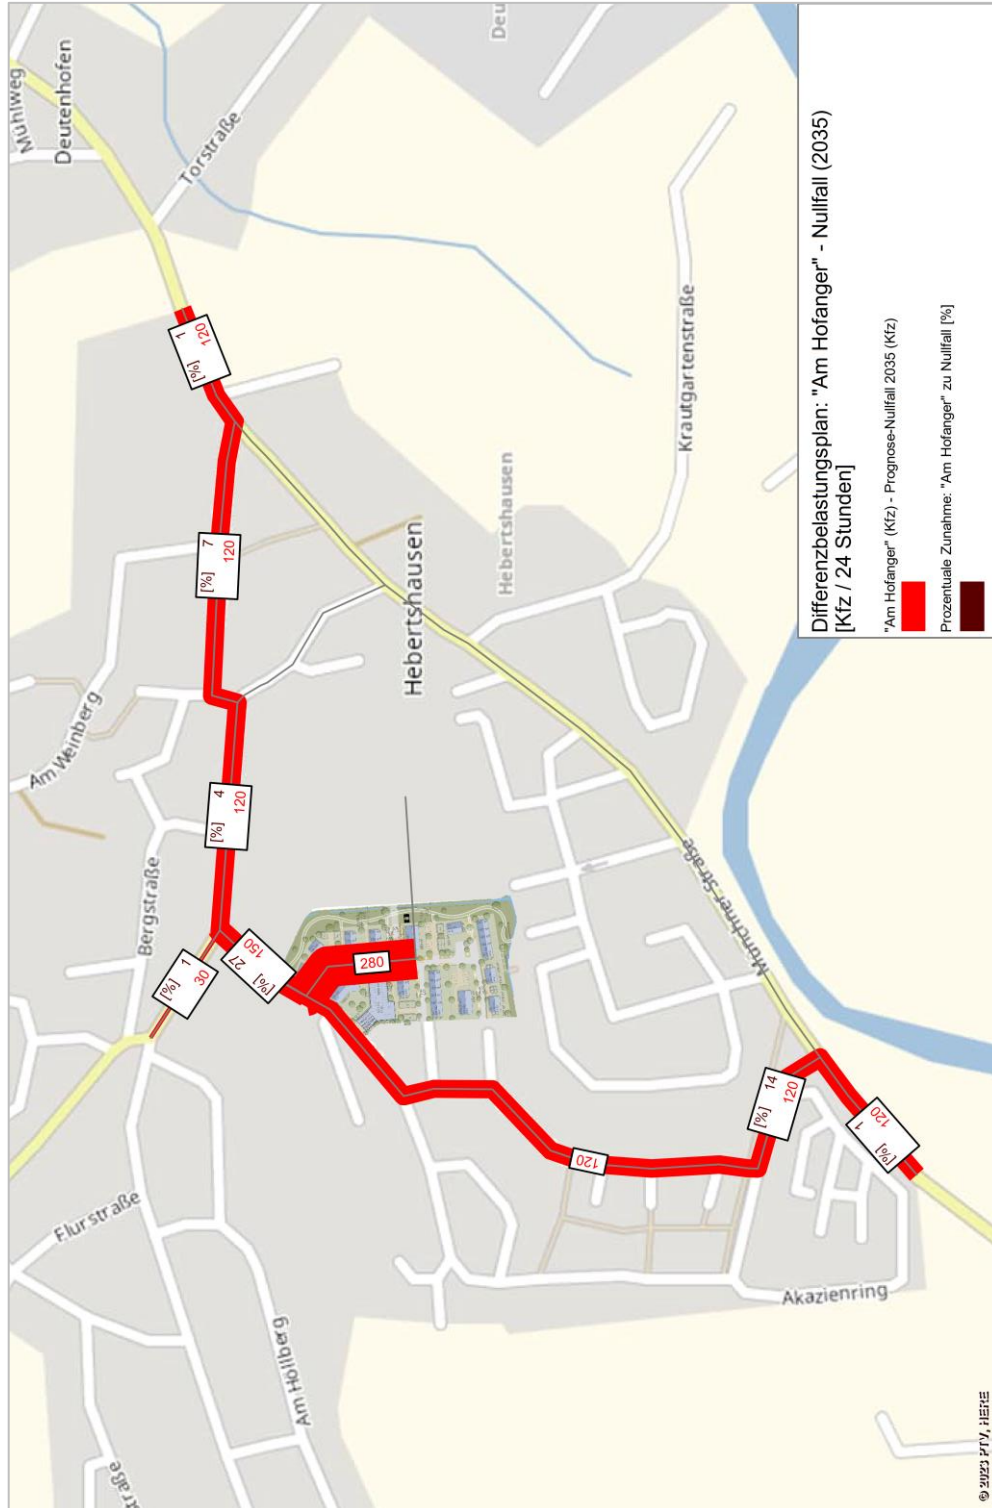 Mühlweg
Deutenhofen
Torstraße
Deu
[%] 1
120
[%] 7
120
Krautgartenstraße
Hebertshausen
Hebertshausen
Am Weinberg
[%] 4
120
Bergstraße
[%] 1
30
[%] 27
150
280
Münchner Straße
[%] 14
120
[%] 1
120
120
Flurstraße
Am Hollberg
Akazienring
straße
Differenzbelastungsplan: "Am Hofanger" - Nullfall (2035)
[Kfz / 24 Stunden]
"Am Hofanger" (Kfz) - Prognose-Nullfall 2035 (Kfz)
Prozentuale Zunahme: "Am Hofanger" zu Nullfall [%]
© 2023 PTV, HERE